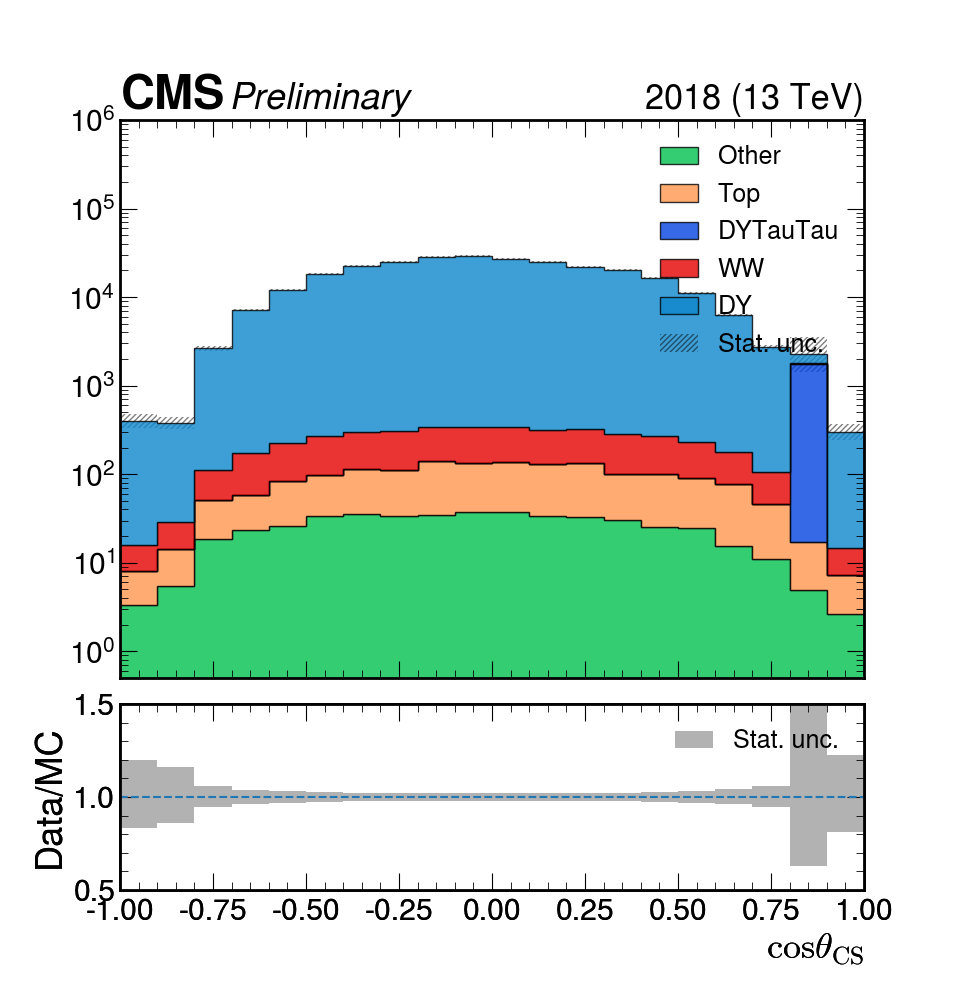 CMS Preliminary 2018 (13 TeV)
10^6
Other
Top
10^5
DYTauTau
WW
10^4
DY
Stat. unc.
10^3
10^2
10^1
10^0
1.5
Stat. unc.
1.0
Data/MC
0.5
-1.00 -0.75 -0.50 -0.25 0.00 0.25 0.50 0.75 1.00
cosθ_CS